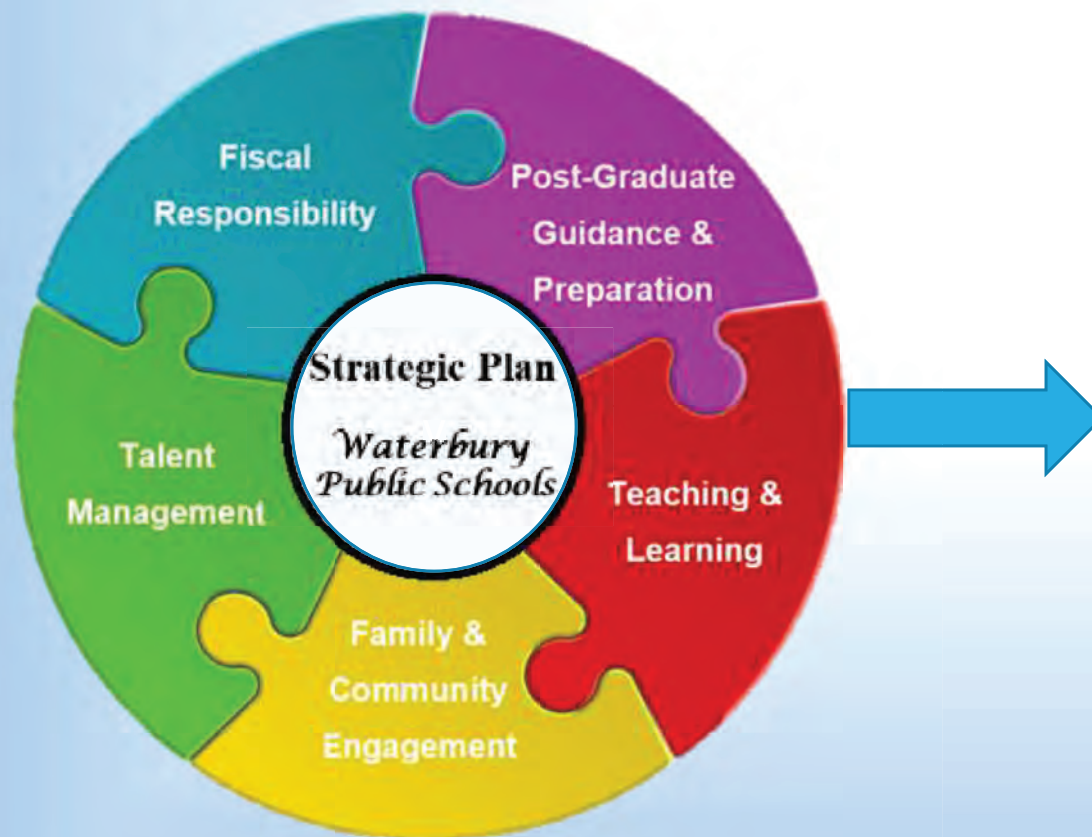 Fiscal
Responsibility
Post-Graduate
Guidance &
Preparation
Strategic Plan
Waterbury
Public Schools
Talent
Management
Teaching &
Learning
Family &
Community
Engagement